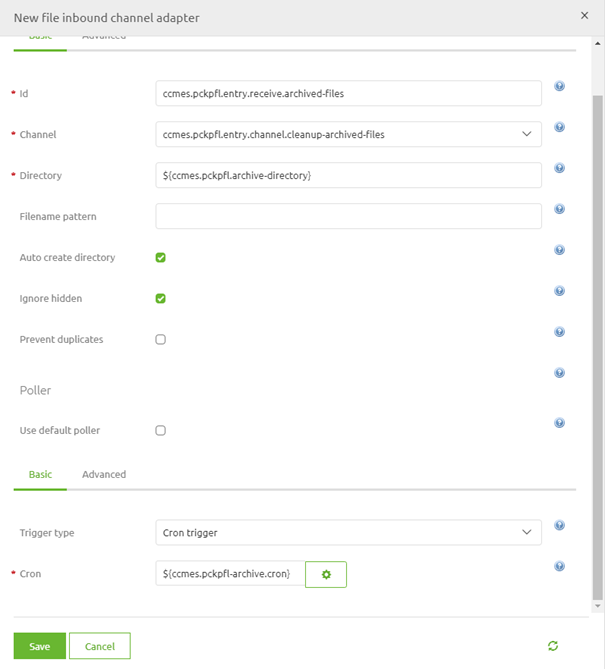 New file inbound channel adapter
Basic Advanced
* Id ccmes.pckpfl.entry.receive.archived-files
* Channel ccmes.pckpfl.entry.channel.cleanup-archived-files
* Directory ${ccmes.pckpfl.archive-directory}
Filename pattern
Auto create directory
Ignore hidden
Prevent duplicates
Poller
Use default poller
Basic Advanced
Trigger type Cron trigger
* Cron ${ccmes.pckpfl-archive.cron}
Save Cancel